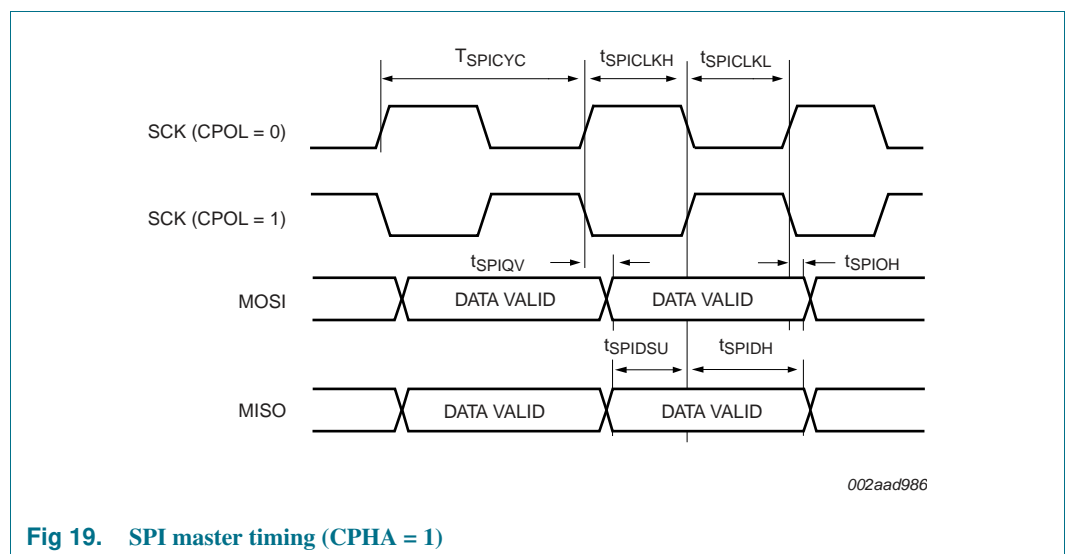 TSPICYC tSPICLKH tSPICLKL
SCK (CPOL = 0)
SCK (CPOL = 1)
tSPIQV tSPIOH
MOSI DATA VALID DATA VALID
tSPIDSU tSPIDH
MISO DATA VALID DATA VALID
002aad986
Fig 19. SPI master timing (CPHA = 1)